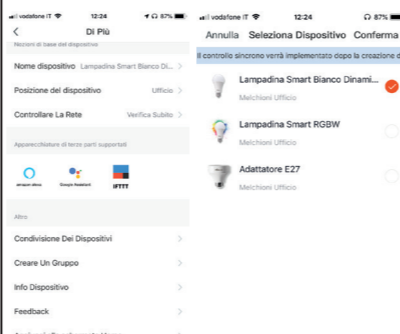 vodafone IT 12:24 87%
Di Più
Nozioni di base del dispositivo
Nome dispositivo Lampadina Smart Bianco Di...
Posizione del dispositivo Ufficio
Controllare La Rete Verifica Subito
Apparecchiature di terze parti supportati
amazon alexa Google Assistant IFTTT
Altro
Condivisione Dei Dispositivi
Creare Un Gruppo
Info Dispositivo
Feedback
vodafone IT 12:24 87%
Annulla Seleziona Dispositivo Conferma
Il controllo sincrono verrà implementato dopo la creazione d
Lampadina Smart Bianco Dinami...
Melchioni Ufficio
Lampadina Smart RGBW
Melchioni Ufficio
Adattatore E27
Melchioni Ufficio